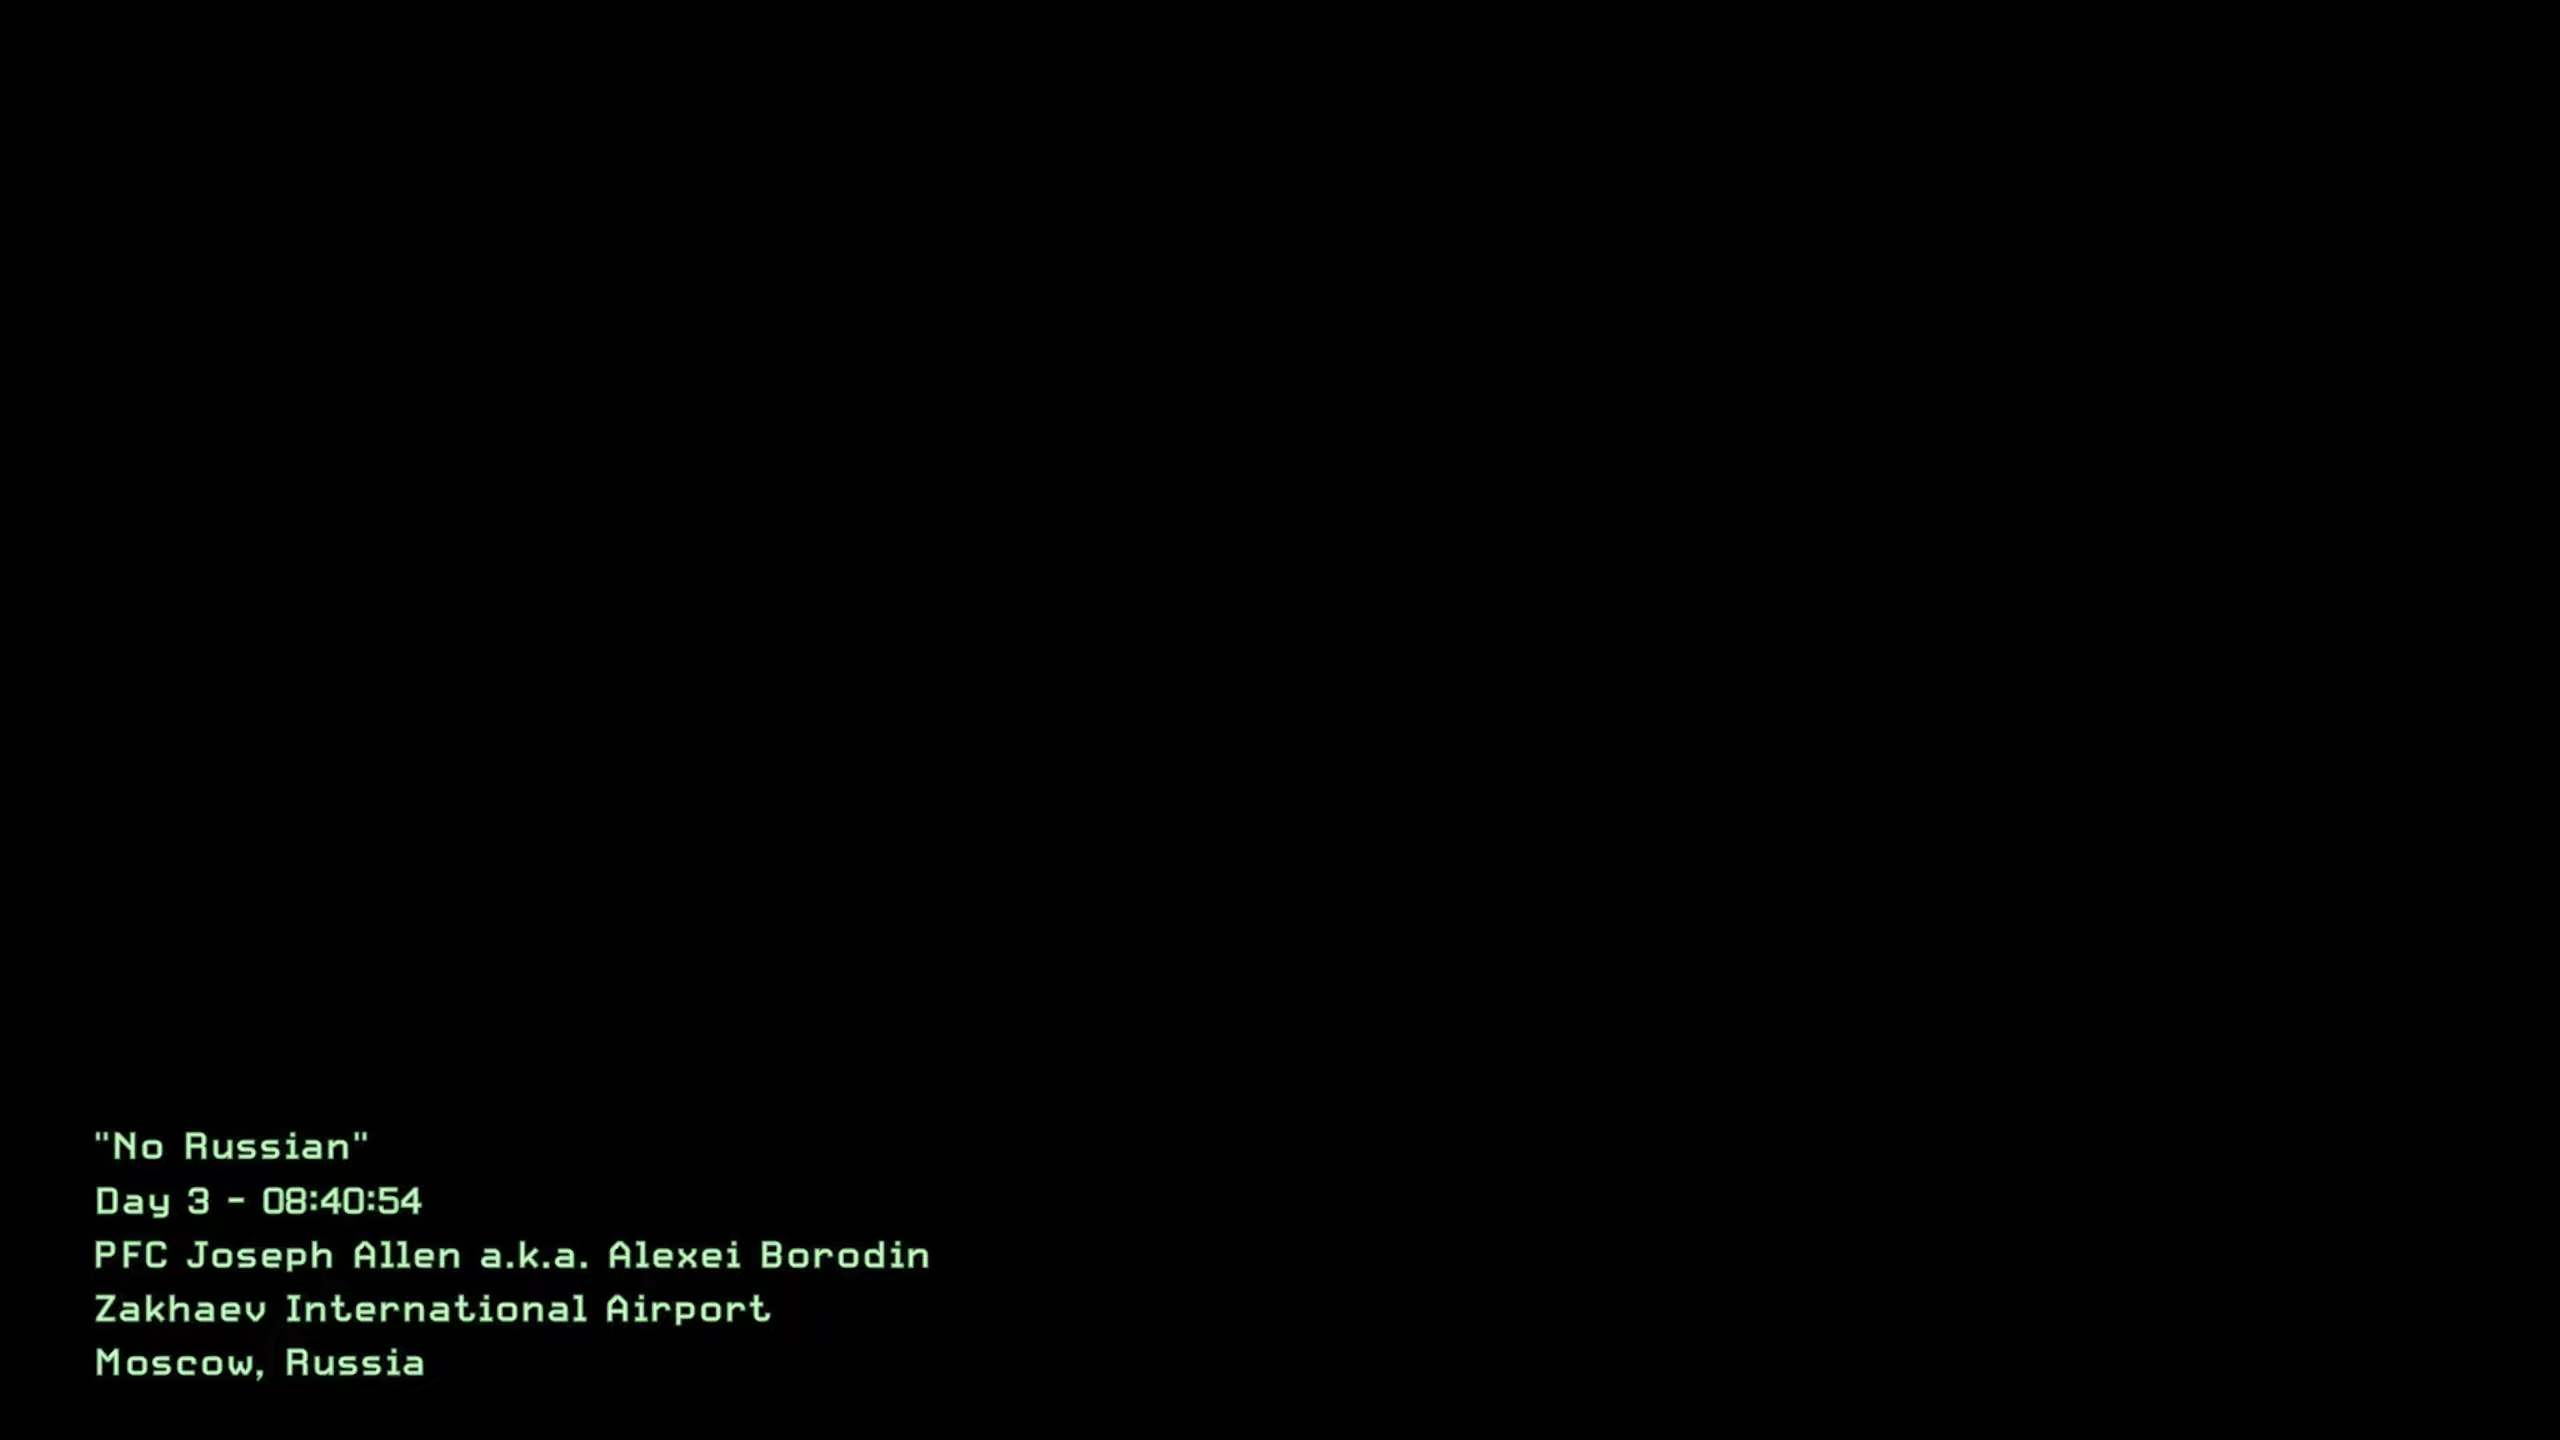 "No Russian"
Day 3 - 08:40:54
PFC Joseph Allen a.k.a. Alexei Borodin
Zakhaev International Airport
Moscow, Russia